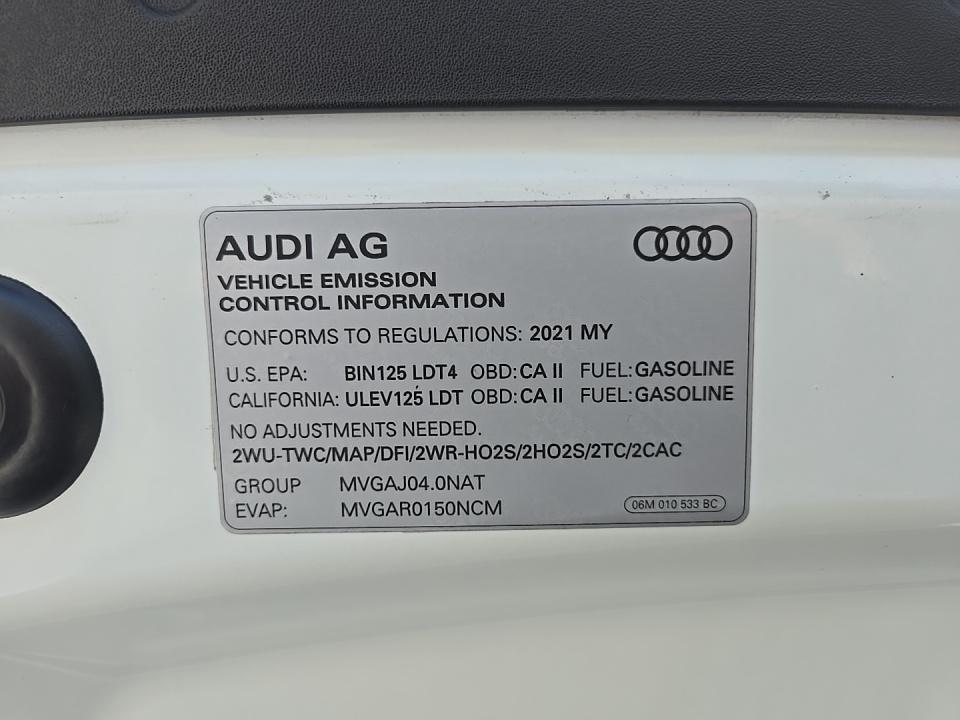 AUDI AG
VEHICLE EMISSION
CONTROL INFORMATION
CONFORMS TO REGULATIONS: 2021 MY
U.S. EPA: BIN125 LDT4 OBD: CA II FUEL: GASOLINE
CALIFORNIA: ULEV125 LDT OBD: CA II FUEL: GASOLINE
NO ADJUSTMENTS NEEDED.
2WU-TWC/MAP/DFI/2WR-HO2S/2HO2S/2TC/2CAC
GROUP MVGAJ04.0NAT
EVAP: MVGAR0150NCM
06M 010 533 BC